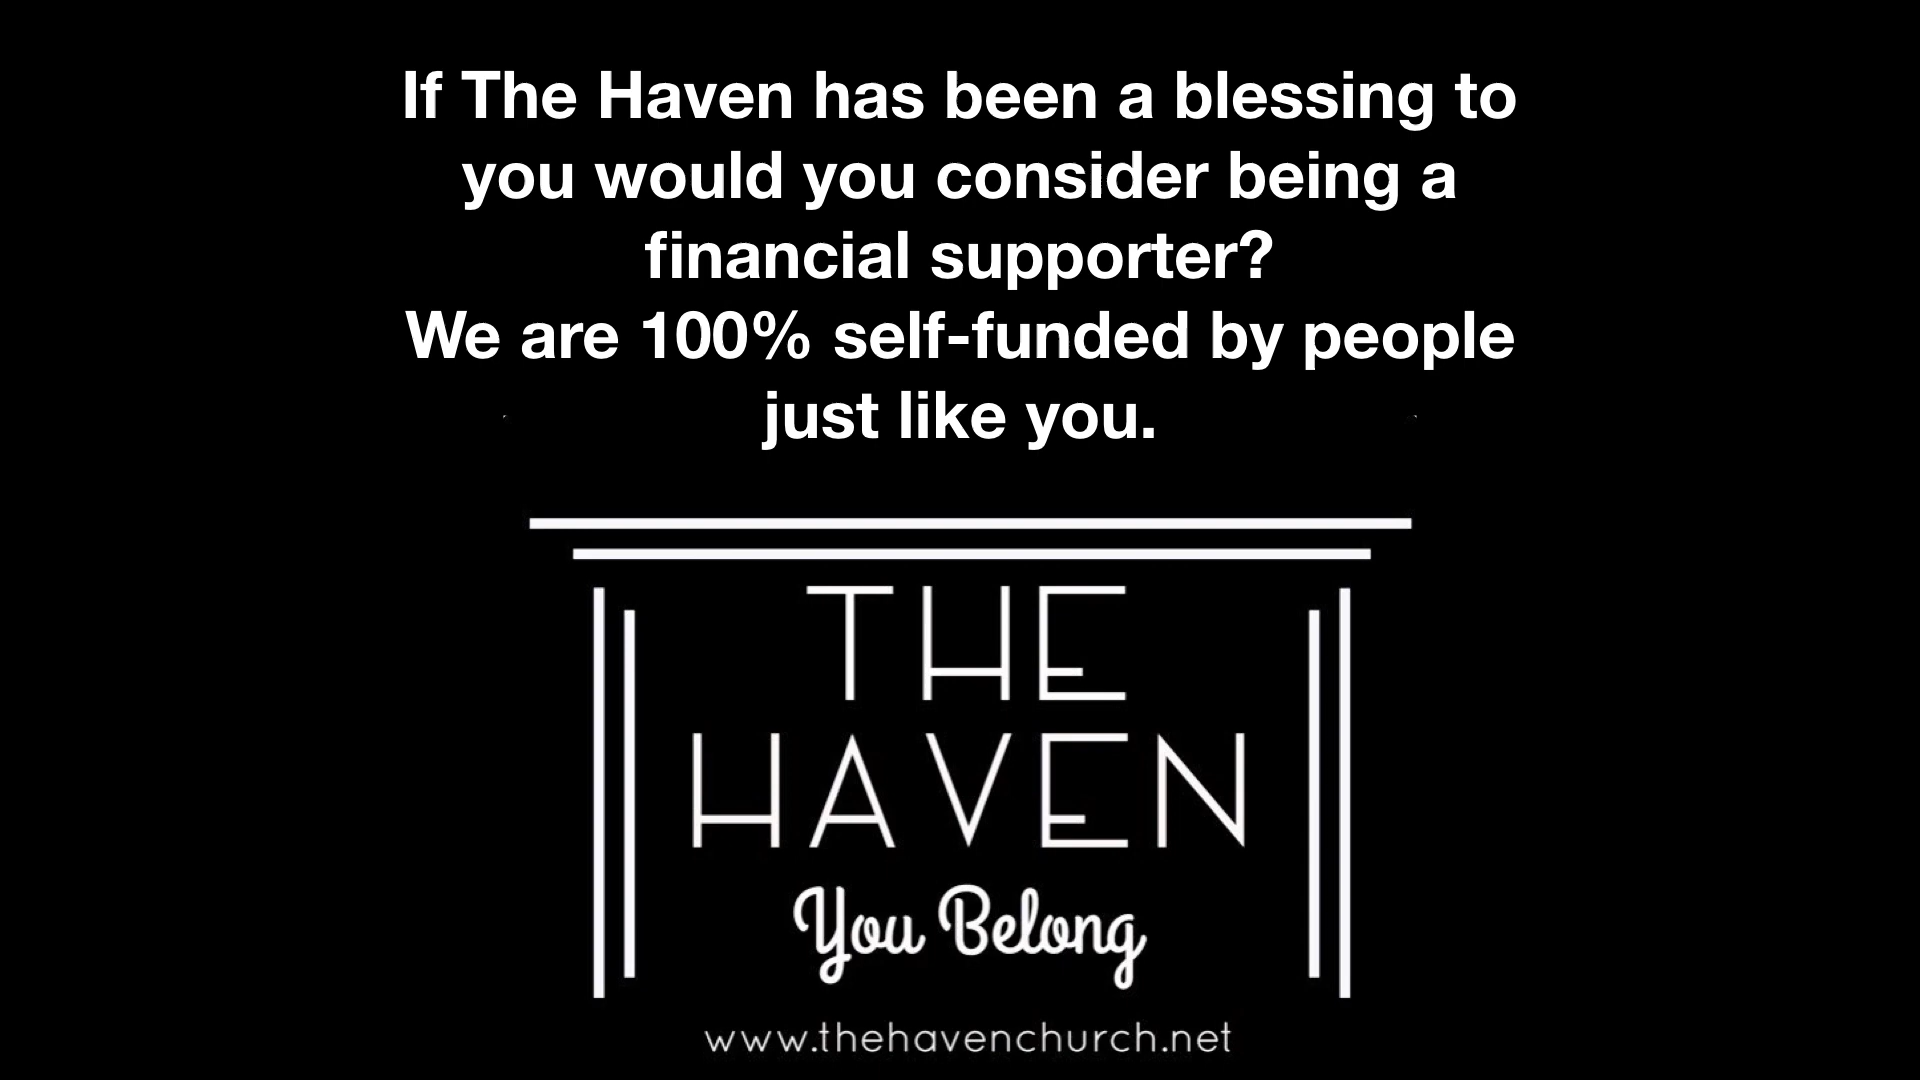 If The Haven has been a blessing to
you would you consider being a
financial supporter?
We are 100% self-funded by people
just like you.
THE
HAVEN
You Belong
www.thehavenchurch.net